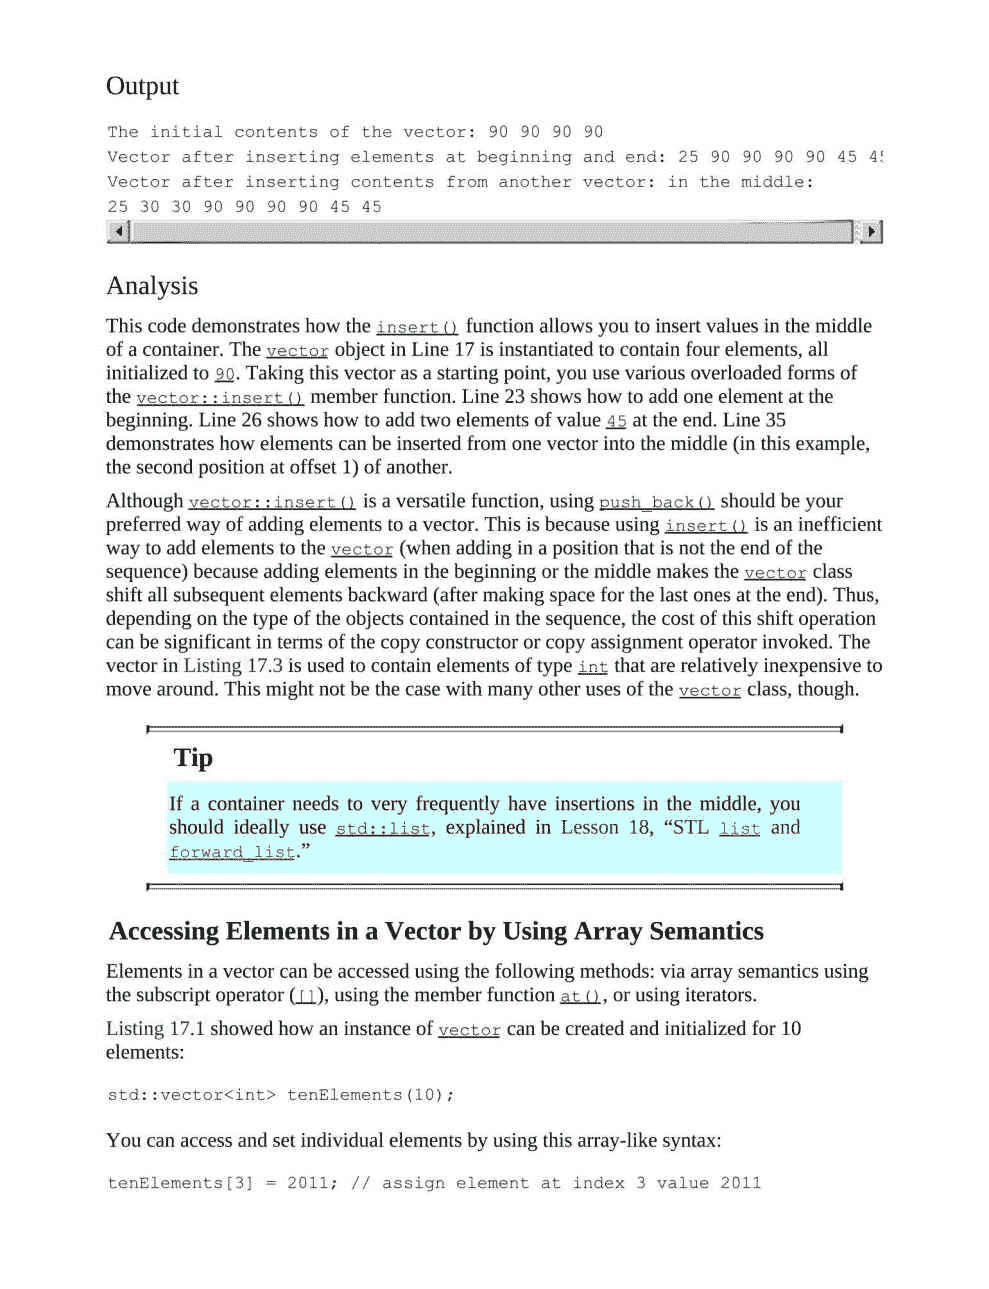 Output
The initial contents of the vector: 90 90 90 90
Vector after inserting elements at beginning and end: 25 90 90 90 90 45
Vector after inserting contents from another vector: in the middle:
25 30 30 90 90 90 90 45 45
Analysis
This code demonstrates how the insert() function allows you to insert values in the middle
of a container. The vector object in Line 17 is instantiated to contain four elements, all
initialized to 90. Taking this vector as a starting point, you use various overloaded forms of
the vector::insert() member function. Line 23 shows how to add one element at the
beginning. Line 26 shows how to add two elements of value 45 at the end. Line 35
demonstrates how elements can be inserted from one vector into the middle (in this example,
the second position at offset 1) of another.
Although vector::insert() is a versatile function, using push_back() should be your
preferred way of adding elements to a vector. This is because using insert() is an inefficient
way to add elements to the vector (when adding in a position that is not the end of the
sequence) because adding elements in the beginning or the middle makes the vector class
shift all subsequent elements backward (after making space for the last ones at the end). Thus,
depending on the type of the objects contained in the sequence, the cost of this shift operation
can be significant in terms of the copy constructor or copy assignment operator invoked. The
vector in Listing 17.3 is used to contain elements of type int that are relatively inexpensive to
move around. This might not be the case with many other uses of the vector class, though.
Tip
If a container needs to very frequently have insertions in the middle, you
should ideally use std::list, explained in Lesson 18, “STL list and
forward_list.”
Accessing Elements in a Vector by Using Array Semantics
Elements in a vector can be accessed using the following methods: via array semantics using
the subscript operator ([]), using the member function at(), or using iterators.
Listing 17.1 showed how an instance of vector can be created and initialized for 10
elements:
std::vector<int> tenElements(10);
You can access and set individual elements by using this array-like syntax:
tenElements[3] = 2011; // assign element at index 3 value 2011